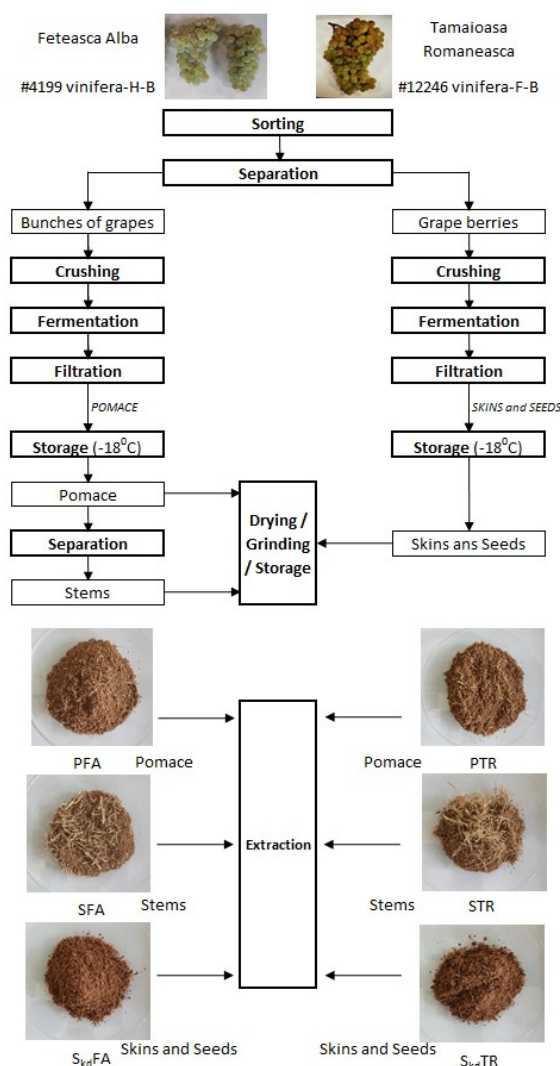 Feteasca Alba
#4199 vinifera-H-B
Tamaioasa
Romaneasca
#12246 vinifera-F-B
Sorting
Separation
Bunches of grapes
Grape berries
Crushing
Crushing
Fermentation
Fermentation
Filtration
Filtration
POMACE
SKINS and SEEDS
Storage (-18⁰C)
Storage (-18⁰C)
Pomace
Drying /
Grinding
/ Storage
Separation
Skins ans Seeds
Stems
PFA
Pomace
Pomace
PTR
Extraction
SFA
Stems
Stems
STR
SkdFA
Skins and Seeds
Skins and Seeds
SkdTR